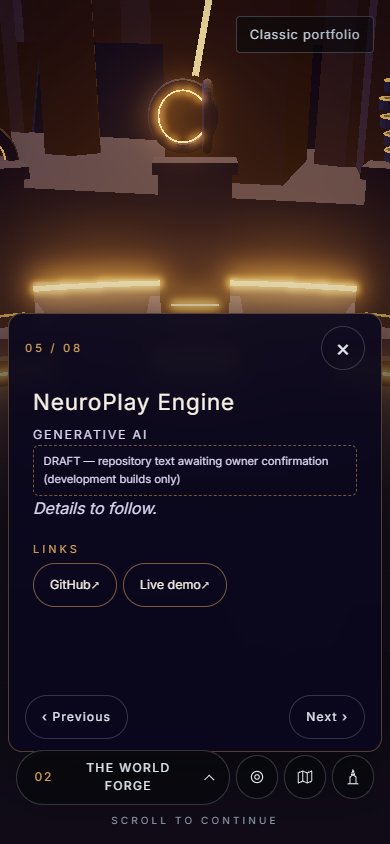 Classic portfolio
05 / 08
×
NeuroPlay Engine
GENERATIVE AI
DRAFT — repository text awaiting owner confirmation
(development builds only)
Details to follow.
LINKS
GitHub↗ Live demo↗
‹ Previous Next ›
02 THE WORLD
FORGE
SCROLL TO CONTINUE